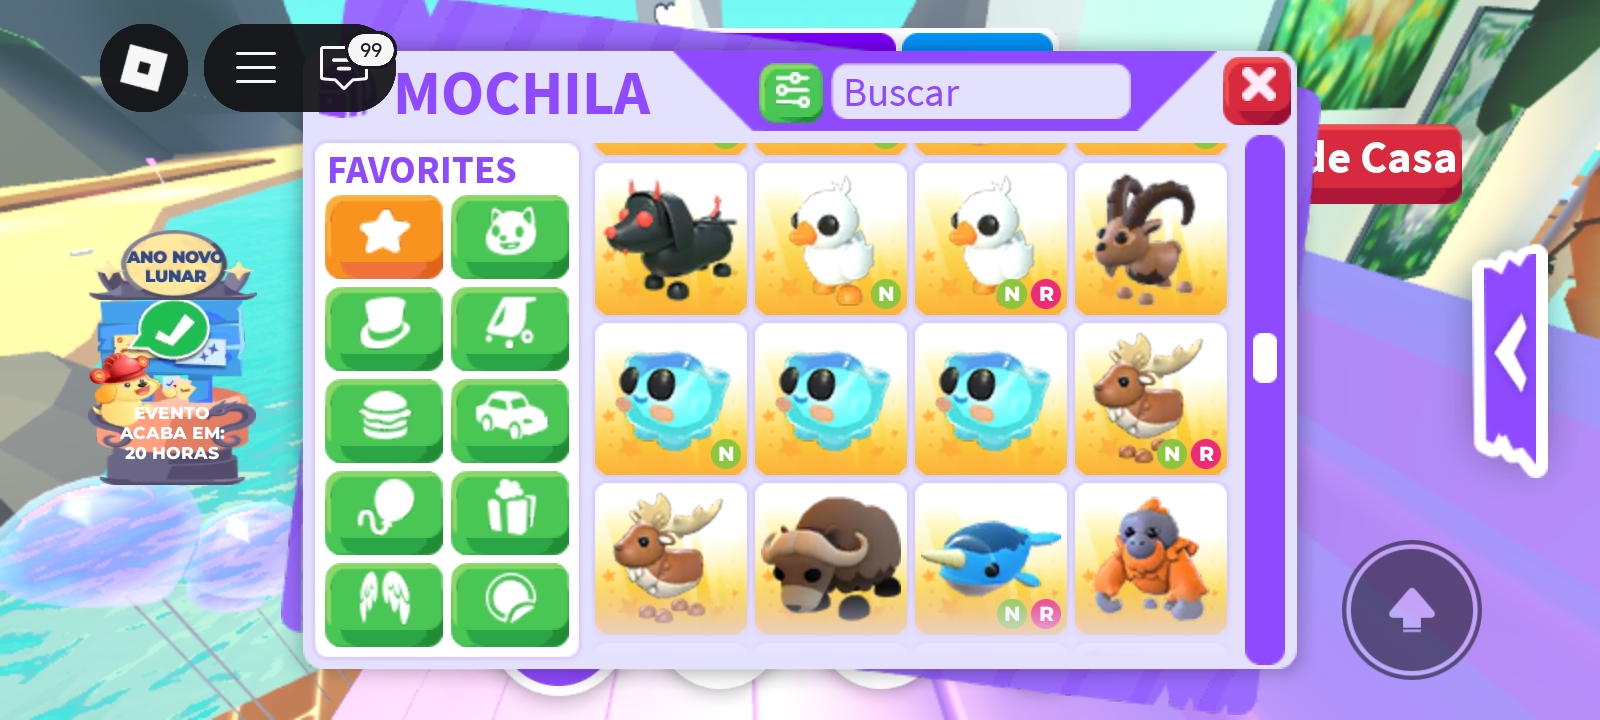 99
MOCHILA
Buscar
de Casa
FAVORITES
ANO NOVO
LUNAR
EVENTO
ACABA EM:
20 HORAS
N
N R
N
N R
N R